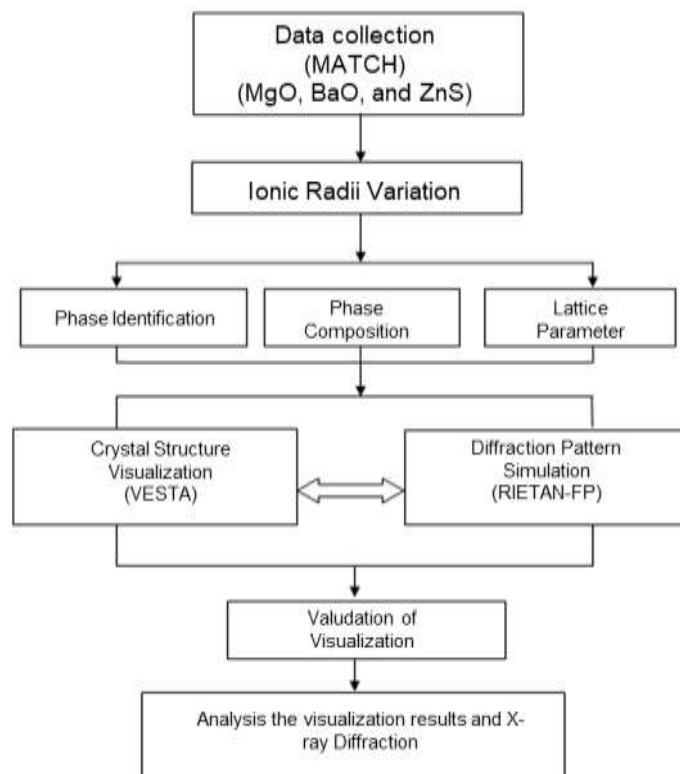 Data collection
(MATCH)
(MgO, BaO, and ZnS)
Ionic Radii Variation
Phase Identification
Phase
Composition
Lattice
Parameter
Crystal Structure
Visualization
(VESTA)
Diffraction Pattern
Simulation
(RIETAN-FP)
Valudation of
Visualization
Analysis the visualization results and X-
ray Diffraction